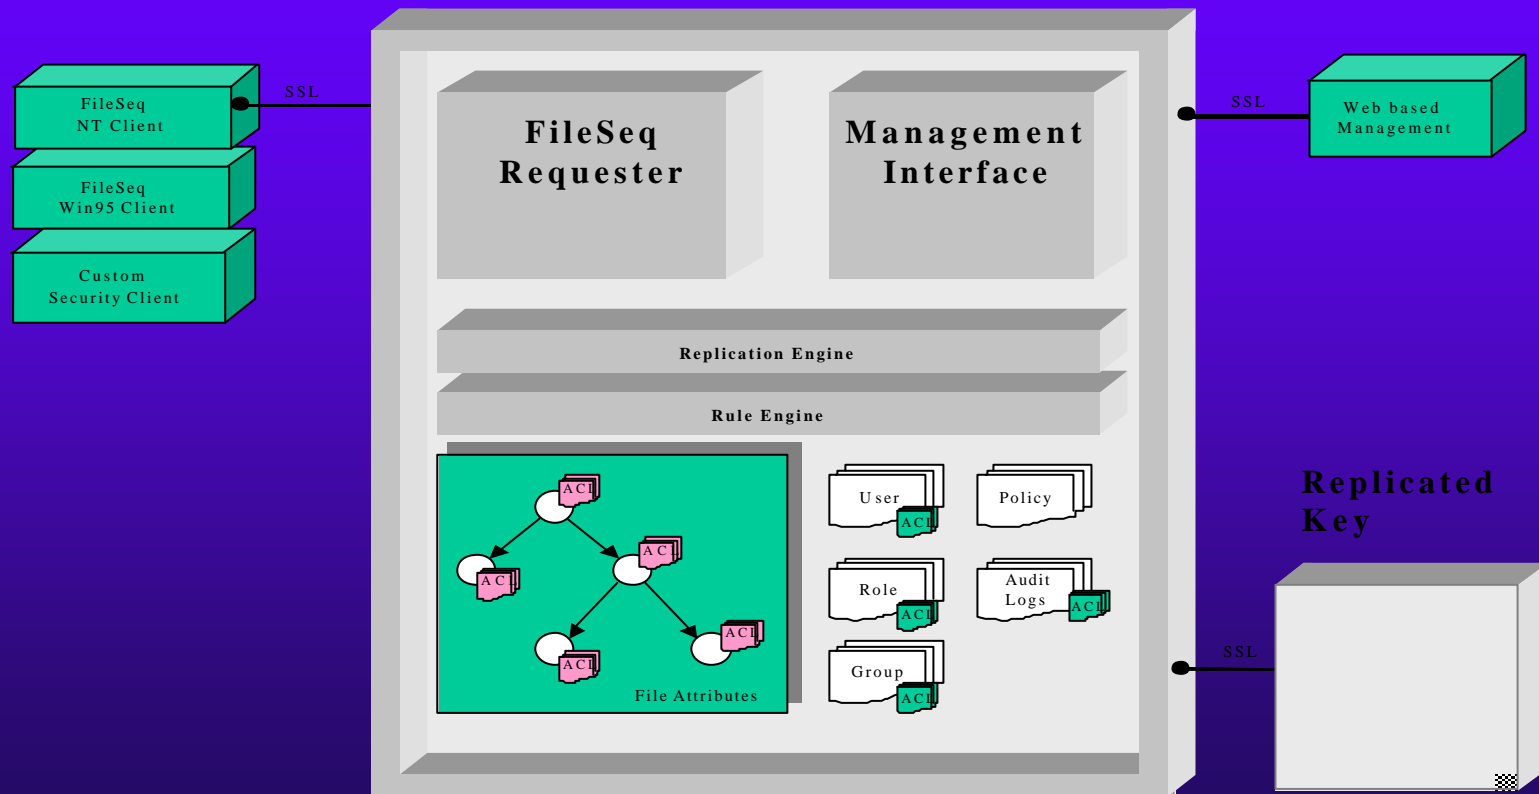 FileSeq
NT Client
SSL
FileSeq
Win95 Client
Custom
Security Client
FileSeq
Requester
Management
Interface
SSL
Web based
Management
Replication Engine
Rule Engine
ACL
ACL
ACL
ACL
ACL
File Attributes
User
ACL
Policy
Role
ACL
Audit
Logs
ACL
Group
ACL
Replicated
Key
SSL